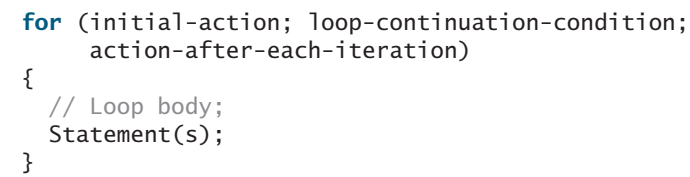 for (initial-action; loop-continuation-condition;
     action-after-each-iteration)
{
  // Loop body;
  Statement(s);
}